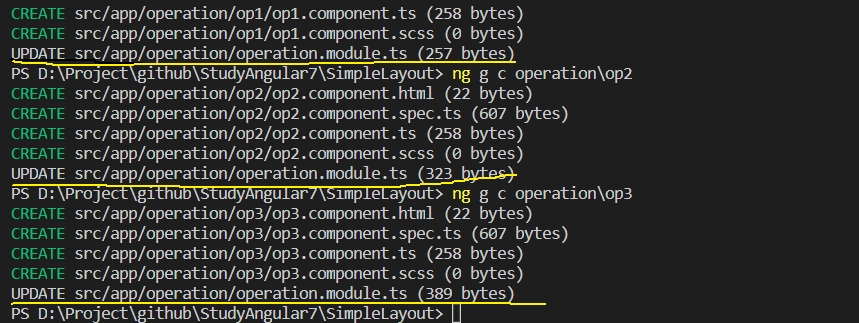 CREATE src/app/operation/op1/op1.component.ts (258 bytes)
CREATE src/app/operation/op1/op1.component.scss (0 bytes)
UPDATE src/app/operation/operation.module.ts (257 bytes)
PS D:\Project\github\StudyAngular7\SimpleLayout> ng g c operation\op2
CREATE src/app/operation/op2/op2.component.html (22 bytes)
CREATE src/app/operation/op2/op2.component.spec.ts (607 bytes)
CREATE src/app/operation/op2/op2.component.ts (258 bytes)
CREATE src/app/operation/op2/op2.component.scss (0 bytes)
UPDATE src/app/operation/operation.module.ts (323 bytes)
PS D:\Project\github\StudyAngular7\SimpleLayout> ng g c operation\op3
CREATE src/app/operation/op3/op3.component.html (22 bytes)
CREATE src/app/operation/op3/op3.component.spec.ts (607 bytes)
CREATE src/app/operation/op3/op3.component.ts (258 bytes)
CREATE src/app/operation/op3/op3.component.scss (0 bytes)
UPDATE src/app/operation/operation.module.ts (389 bytes)
PS D:\Project\github\StudyAngular7\SimpleLayout>